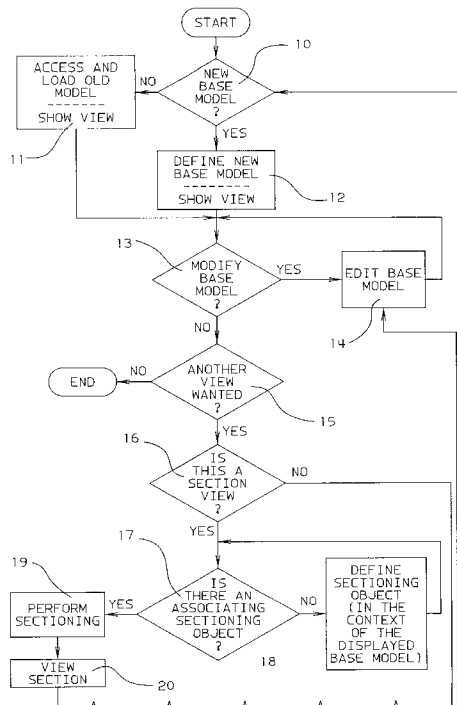 START
10
NEW
BASE
MODEL
?
NO
YES
ACCESS AND
LOAD OLD
MODEL
SHOW VIEW
11
DEFINE NEW
BASE MODEL
SHOW VIEW
12
13
MODIFY
BASE
MODEL
?
YES
NO
EDIT BASE
MODEL
14
ANOTHER
VIEW
WANTED
?
NO
END
15
YES
16
IS
THIS A
SECTION
VIEW
?
NO
YES
17
IS
THERE AN
ASSOCIATING
SECTIONING
OBJECT
?
YES
NO
18
DEFINE
SECTIONING
OBJECT
(IN THE
CONTEXT
OF THE
DISPLAYED
BASE MODEL)
19
PERFORM
SECTIONING
VIEW
SECTION
20